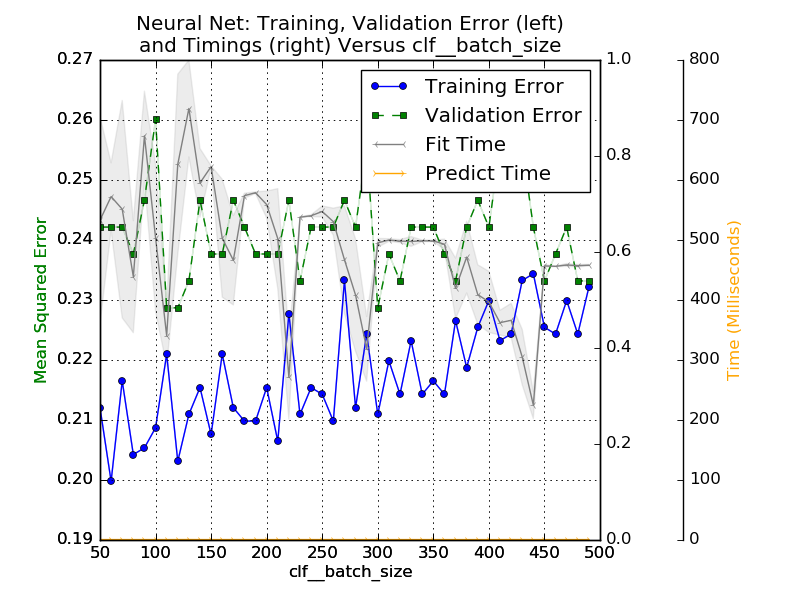 Neural Net: Training, Validation Error (left)
and Timings (right) Versus clf__batch_size
Training Error
Validation Error
Fit Time
Predict Time
Mean Squared Error
0.27
0.26
0.25
0.24
0.23
0.22
0.21
0.20
0.19
1.0
0.8
0.6
0.4
0.2
0.0
800
700
600
500
400
300
200
100
0
Time (Milliseconds)
50 100 150 200 250 300 350 400 450 500
clf__batch_size